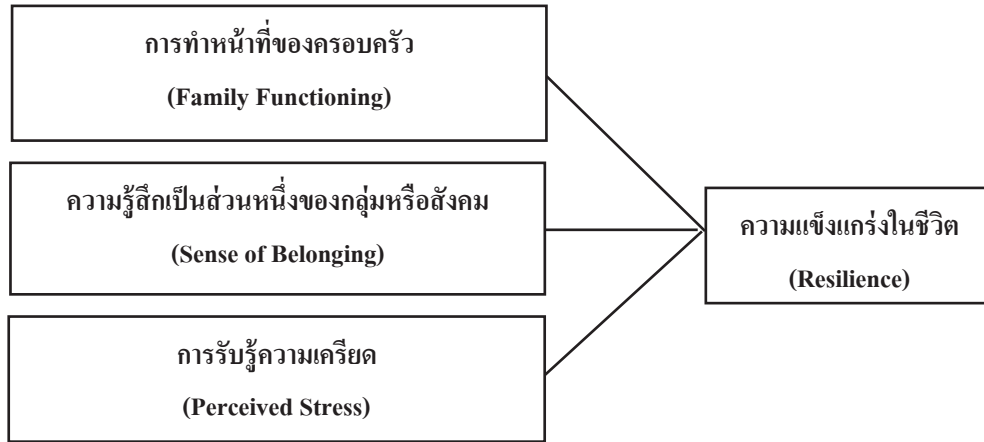 การทำหน้าที่ของครอบครัว
(Family Functioning)
ความรู้สึกเป็นส่วนหนึ่งของกลุ่มหรือสังคม
(Sense of Belonging)
การรับรู้ความเครียด
(Perceived Stress)
ความแข็งแกร่งในชีวิต
(Resilience)